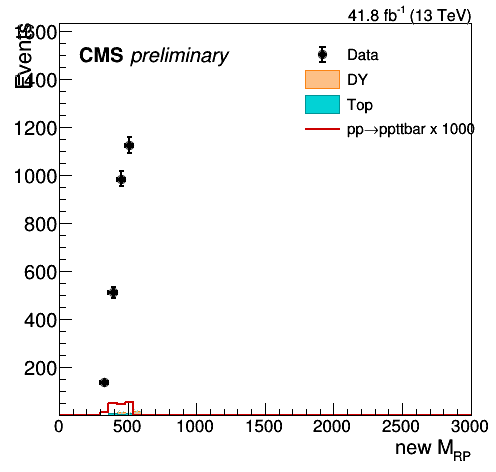 41.8 fb⁻¹ (13 TeV)
Events
CMS preliminary
Data
DY
Top
pp→ppttbar x 1000
1600
1400
1200
1000
800
600
400
200
0 500 1000 1500 2000 2500 3000
new M_RP